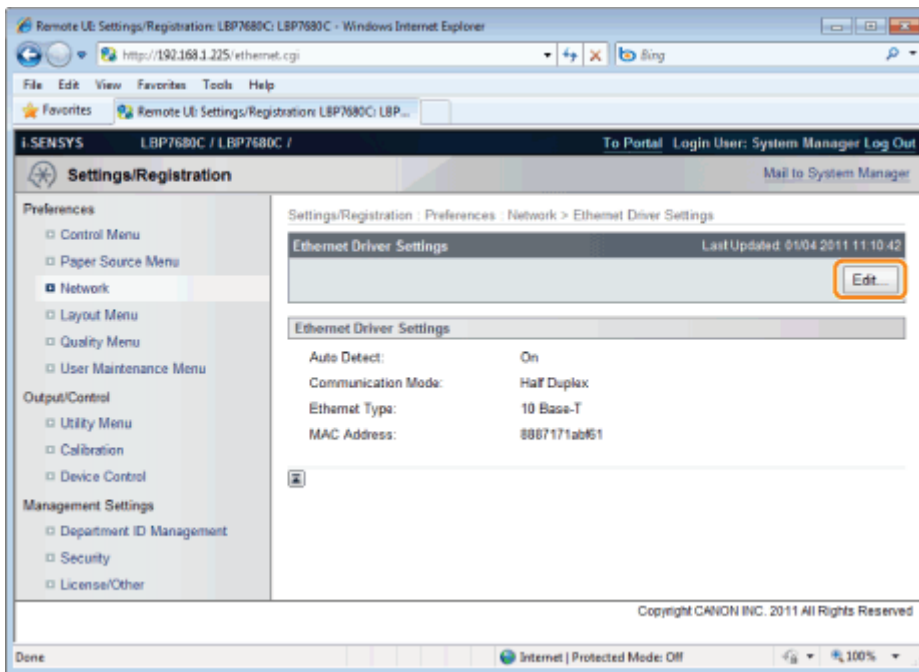 Remote UI: Settings/Registration: LBP7680C: LBP7680C - Windows Internet Explorer
http://192.168.1.225/ethernet.cgi
Bing
File Edit View Favorites Tools Help
Favorites
Remote UI: Settings/Registration: LBP7680C: LBP...
i-SENSYS LBP7680C / LBP7680C / To Portal Login User: System Manager Log Out
Settings/Registration Mail to System Manager
Preferences
Control Menu
Paper Source Menu
Network
Layout Menu
Quality Menu
User Maintenance Menu
Output/Control
Utility Menu
Calibration
Device Control
Management Settings
Department ID Management
Security
License/Other
Settings/Registration : Preferences : Network > Ethernet Driver Settings
Ethernet Driver Settings Last Updated: 01/04 2011 11:10:42
Edit...
Ethernet Driver Settings
Auto Detect: On
Communication Mode: Half Duplex
Ethernet Type: 10 Base-T
MAC Address: 8887171abf61
Copyright CANON INC. 2011 All Rights Reserved
Done Internet | Protected Mode: Off 100%